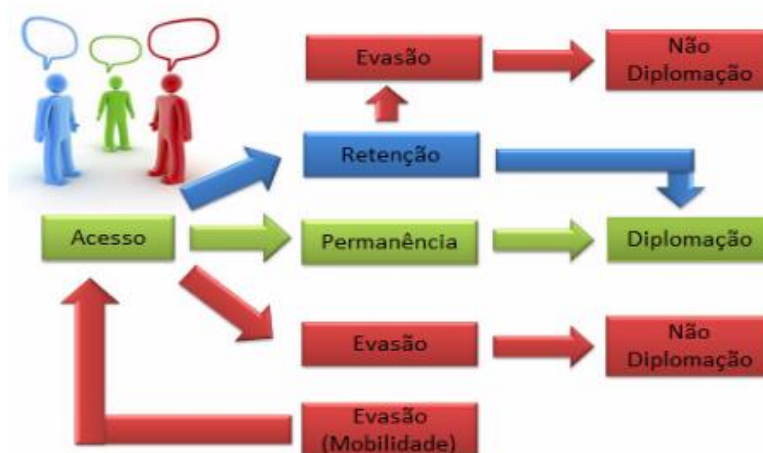 Evasão
Não
Diplomação
Retenção
Acesso
Permanência
Diplomação
Evasão
Não
Diplomação
Evasão
(Mobilidade)